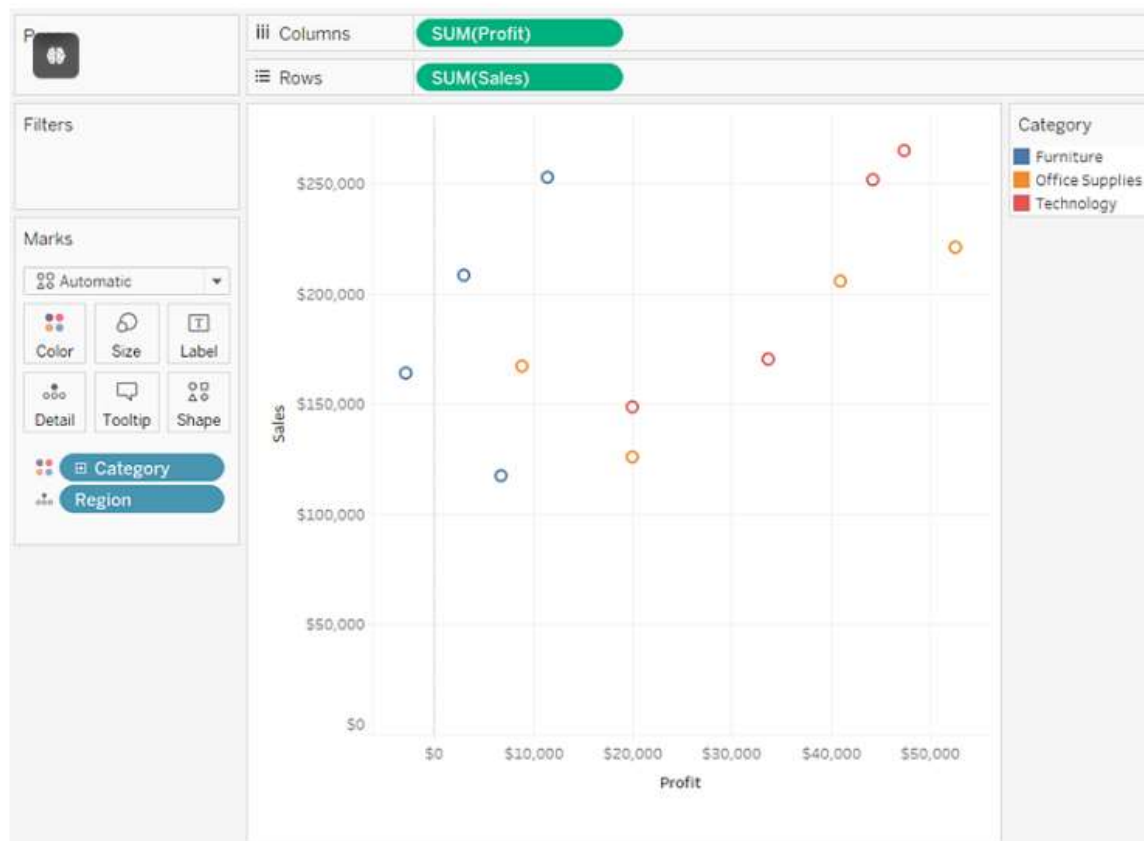 Columns
SUM(Profit)
Rows
SUM(Sales)
Filters
Marks
Automatic
Color
Size
Label
Detail
Tooltip
Shape
Category
Region
$250,000
$200,000
$150,000
$100,000
$50,000
$0
Sales
$0
$10,000
$20,000
$30,000
$40,000
$50,000
Profit
Category
Furniture
Office Supplies
Technology